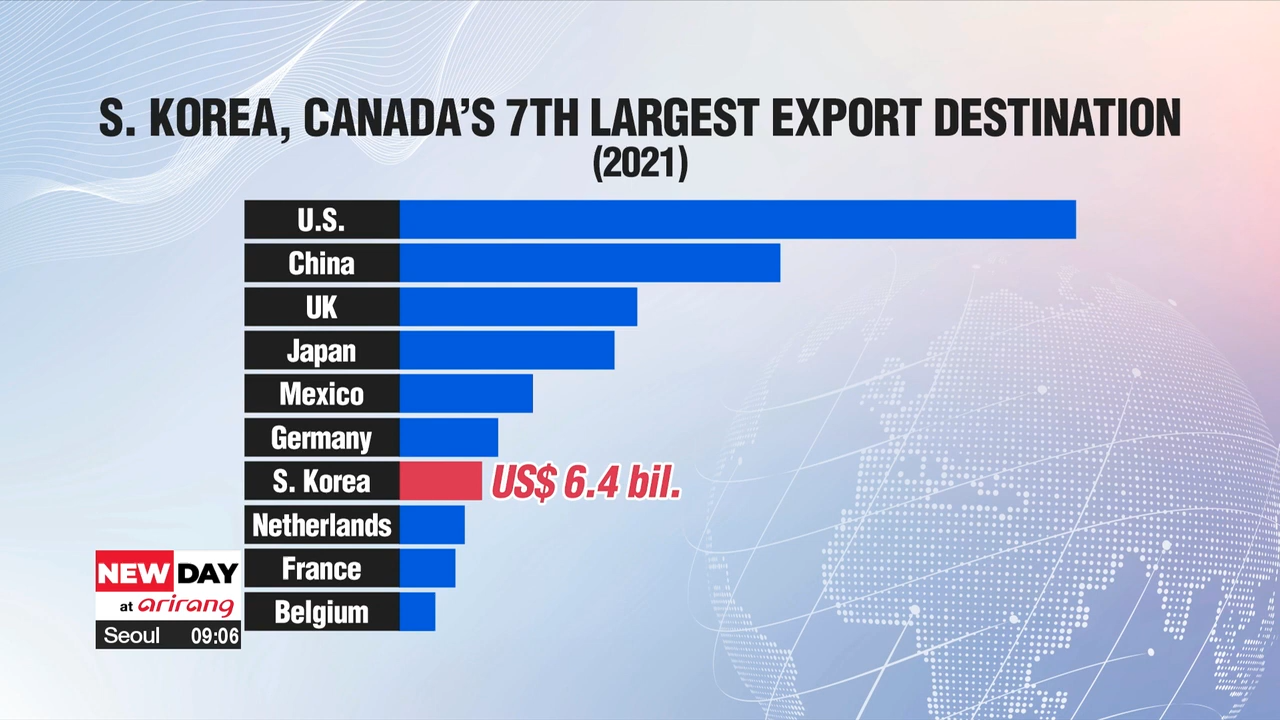 S. KOREA, CANADA'S 7TH LARGEST EXPORT DESTINATION
(2021)
U.S.
China
UK
Japan
Mexico
Germany
S. Korea US$ 6.4 bil.
Netherlands
France
Belgium
NEW DAY
at arirang
Seoul 09:06